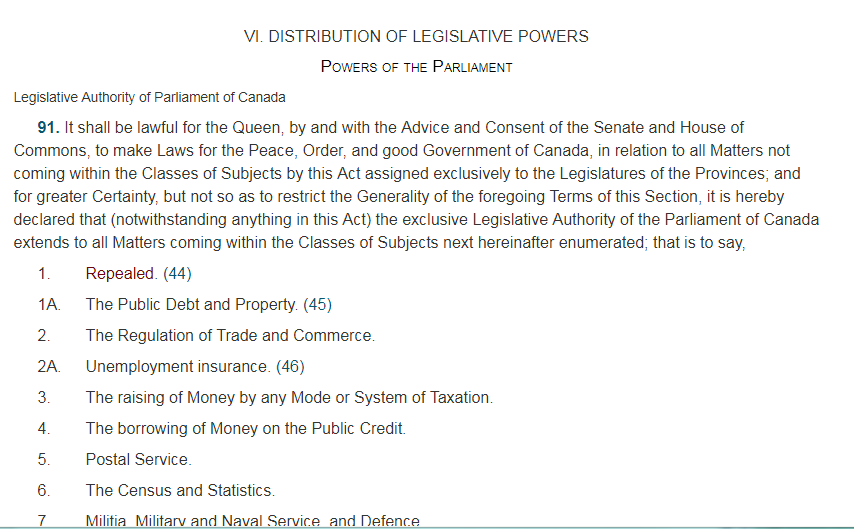 VI. DISTRIBUTION OF LEGISLATIVE POWERS
POWERS OF THE PARLIAMENT
Legislative Authority of Parliament of Canada
91. It shall be lawful for the Queen, by and with the Advice and Consent of the Senate and House of
Commons, to make Laws for the Peace, Order, and good Government of Canada, in relation to all Matters not
coming within the Classes of Subjects by this Act assigned exclusively to the Legislatures of the Provinces; and
for greater Certainty, but not so as to restrict the Generality of the foregoing Terms of this Section, it is hereby
declared that (notwithstanding anything in this Act) the exclusive Legislative Authority of the Parliament of Canada
extends to all Matters coming within the Classes of Subjects next hereinafter enumerated; that is to say,
1. Repealed. (44)
1A. The Public Debt and Property. (45)
2. The Regulation of Trade and Commerce.
2A. Unemployment insurance. (46)
3. The raising of Money by any Mode or System of Taxation.
4. The borrowing of Money on the Public Credit.
5. Postal Service.
6. The Census and Statistics.
7 Militia Military and Naval Service and Defence